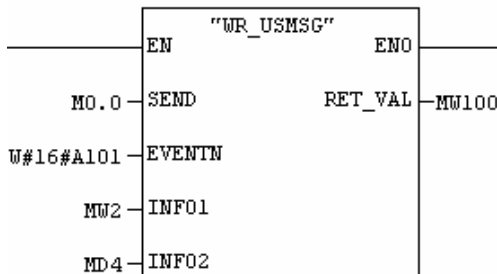 "WR_USMSG"
EN ENO
M0.0 SEND RET_VAL MW100
W#16#A101 EVENTN
MW2 INFO1
MD4 INFO2